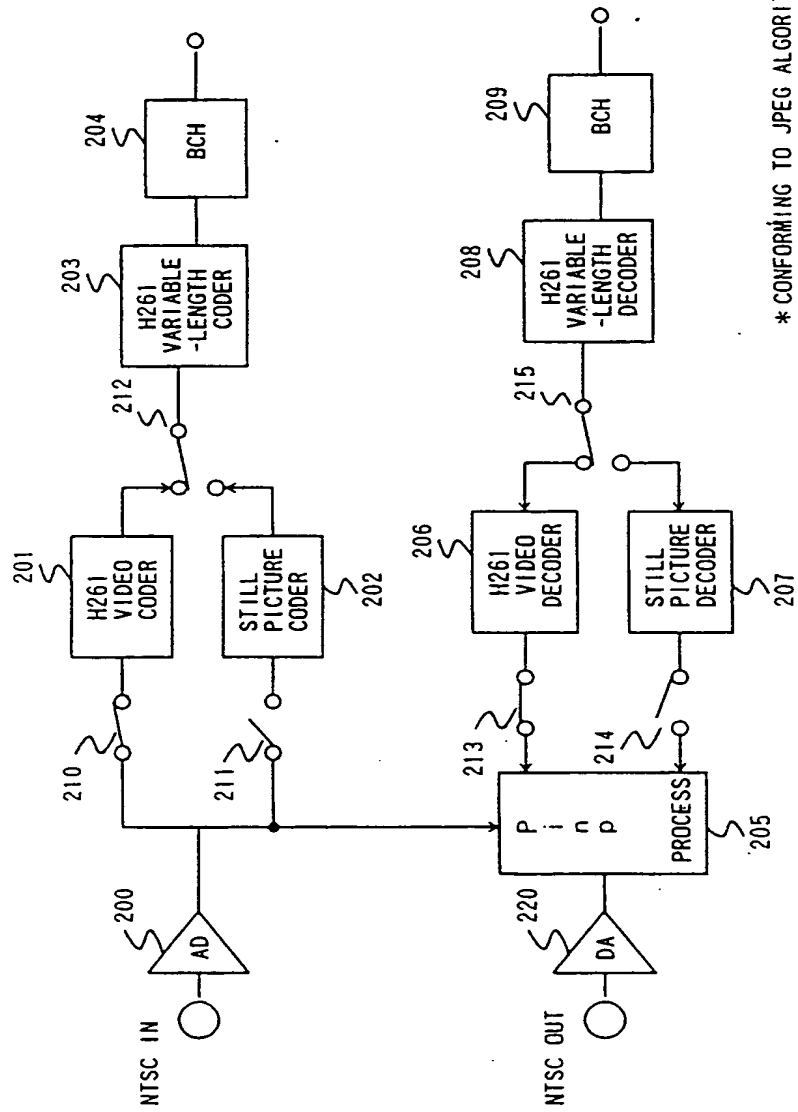 NTSC IN
200
AD
210
211
201
H261
VIDEO
CODER
STILL
PICTURE
CODER
202
212
203
H261
VARIABLE
-LENGTH
CODER
204
BCH
NTSC OUT
220
DA
P i n p
PROCESS
205
213
214
206
H261
VIDEO
DECODER
STILL
PICTURE
DECODER
207
215
208
H261
VARIABLE
-LENGTH
DECODER
209
BCH
*CONFORMING TO JPEG